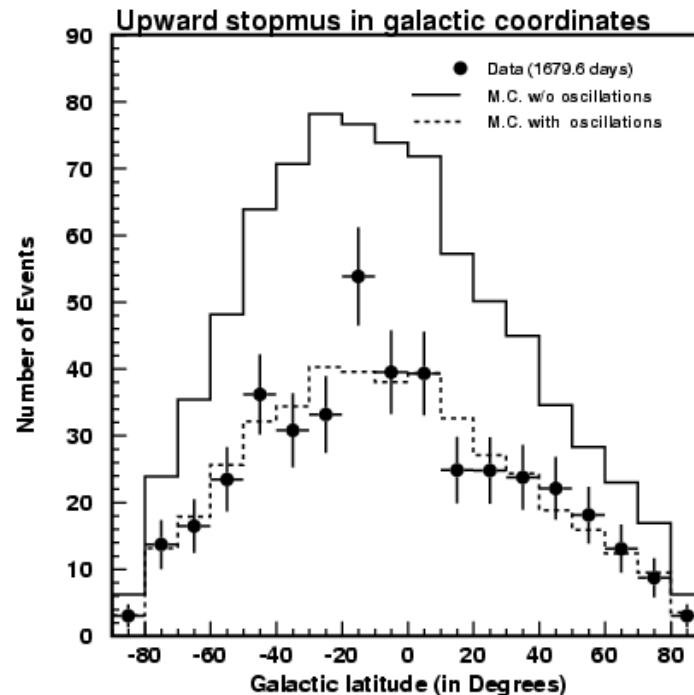 Upward stopmus in galactic coordinates
90
80
70
60
50
40
30
20
10
0
Number of Events
Data (1679.6 days)
M.C. w/o oscillations
M.C. with oscillations
-80 -60 -40 -20 0 20 40 60 80
Galactic latitude (in Degrees)